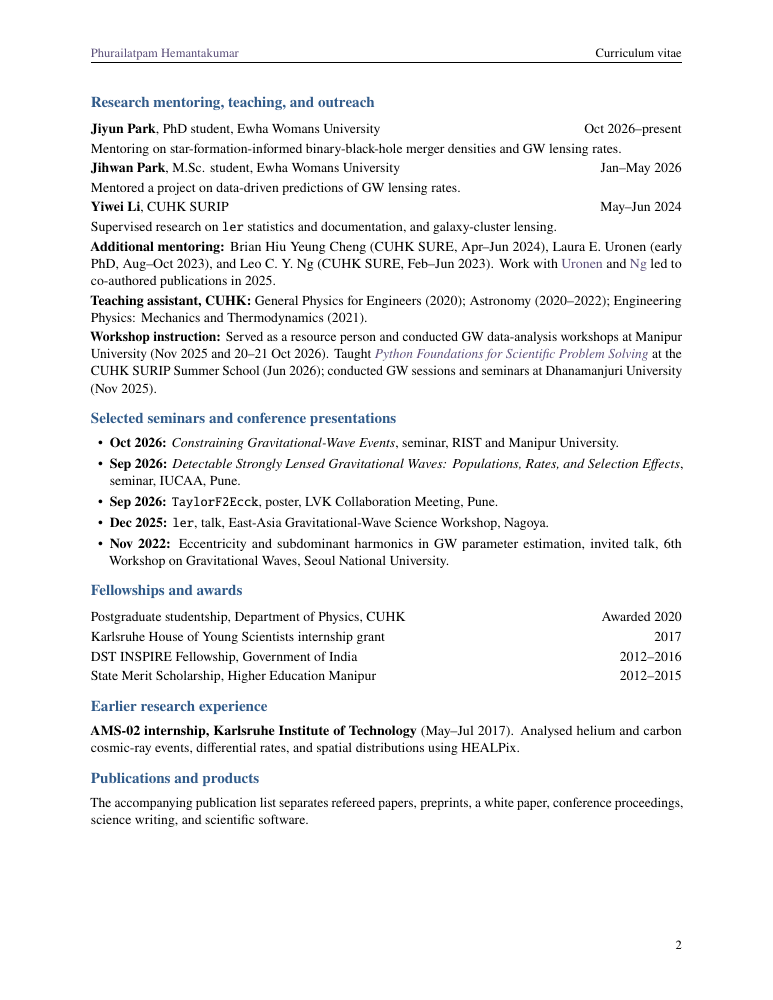 Phurailatpam Hemantakumar Curriculum vitae
Research mentoring, teaching, and outreach
Jiyun Park, PhD student, Ewha Womans University Oct 2026–present
Mentoring on star-formation-informed binary-black-hole merger densities and GW lensing rates.
Jihwan Park, M.Sc. student, Ewha Womans University Jan–May 2026
Mentored a project on data-driven predictions of GW lensing rates.
Yiwei Li, CUHK SURIP May–Jun 2024
Supervised research on ler statistics and documentation, and galaxy-cluster lensing.
Additional mentoring: Brian Hiu Yeung Cheng (CUHK SURE, Apr–Jun 2024), Laura E. Uronen (early
PhD, Aug–Oct 2023), and Leo C. Y. Ng (CUHK SURE, Feb–Jun 2023). Work with Uronen and Ng led to
co-authored publications in 2025.
Teaching assistant, CUHK: General Physics for Engineers (2020); Astronomy (2020–2022); Engineering
Physics: Mechanics and Thermodynamics (2021).
Workshop instruction: Served as a resource person and conducted GW data-analysis workshops at Manipur
University (Nov 2025 and 20–21 Oct 2026). Taught Python Foundations for Scientific Problem Solving at the
CUHK SURIP Summer School (Jun 2026); conducted GW sessions and seminars at Dhanamanjuri University
(Nov 2025).
Selected seminars and conference presentations
• Oct 2026: Constraining Gravitational-Wave Events, seminar, RIST and Manipur University.
• Sep 2026: Detectable Strongly Lensed Gravitational Waves: Populations, Rates, and Selection Effects,
seminar, IUCAA, Pune.
• Sep 2026: TaylorF2Ecck, poster, LVK Collaboration Meeting, Pune.
• Dec 2025: ler, talk, East-Asia Gravitational-Wave Science Workshop, Nagoya.
• Nov 2022: Eccentricity and subdominant harmonics in GW parameter estimation, invited talk, 6th
Workshop on Gravitational Waves, Seoul National University.
Fellowships and awards
Postgraduate studentship, Department of Physics, CUHK Awarded 2020
Karlsruhe House of Young Scientists internship grant 2017
DST INSPIRE Fellowship, Government of India 2012–2016
State Merit Scholarship, Higher Education Manipur 2012–2015
Earlier research experience
AMS-02 internship, Karlsruhe Institute of Technology (May–Jul 2017). Analysed helium and carbon
cosmic-ray events, differential rates, and spatial distributions using HEALPix.
Publications and products
The accompanying publication list separates refereed papers, preprints, a white paper, conference proceedings,
science writing, and scientific software.
2